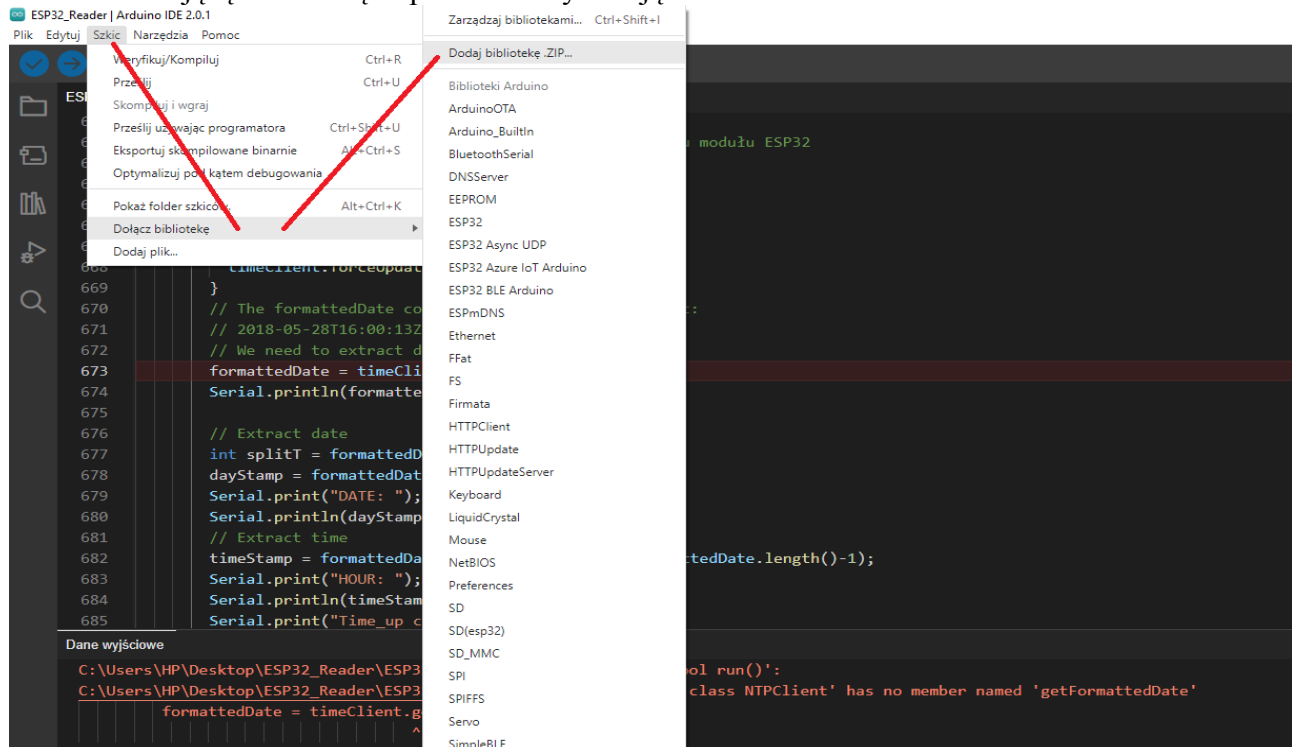 ESP32_Reader | Arduino IDE 2.0.1
Plik Edytuj Szkic Narzędzia Pomoc
Weryfikuj/Kompiluj Ctrl+R
Prześlij Ctrl+U
Skompiluj i wgraj
Prześlij używając programatora Ctrl+Shift+U
Eksportuj skompilowane binarnie Alt+Ctrl+S
Optymalizuj pod kątem debugowania
Pokaż folder szkiców. Alt+Ctrl+K
Dołącz bibliotekę
Dodaj plik...
Zarządzaj bibliotekami... Ctrl+Shift+I
Dodaj bibliotekę .ZIP...
Biblioteki Arduino
ArduinoOTA
Arduino_BuiltIn
BluetoothSerial
DNSServer
EEPROM
ESP32
ESP32 Async UDP
ESP32 Azure IoT Arduino
ESP32 BLE Arduino
ESPmDNS
Ethernet
FFat
FS
Firmata
HTTPClient
HTTPUpdate
HTTPUpdateServer
Keyboard
LiquidCrystal
Mouse
NetBIOS
Preferences
SD
SD(esp32)
SD_MMC
SPI
SPIFFS
Servo
SimpleBLE
ESP
modułu ESP32
668 timeClient.forceUpdat
669 }
670 // The formattedDate co t:
671 // 2018-05-28T16:00:13Z
672 // We need to extract d
673 formattedDate = timeCli
674 Serial.println(formatte
675
676 // Extract date
677 int splitT = formattedD
678 dayStamp = formattedDat
679 Serial.print("DATE: ");
680 Serial.println(dayStamp
681 // Extract time
682 timeStamp = formattedDa ttedDate.length()-1);
683 Serial.print("HOUR: ");
684 Serial.println(timeStam
685 Serial.print("Time_up c
Dane wyjściowe
C:\Users\HP\Desktop\ESP32_Reader\ESP3 ool run()':
C:\Users\HP\Desktop\ESP32_Reader\ESP3 class NTPClient' has no member named 'getFormattedDate'
formattedDate = timeClient.g
^